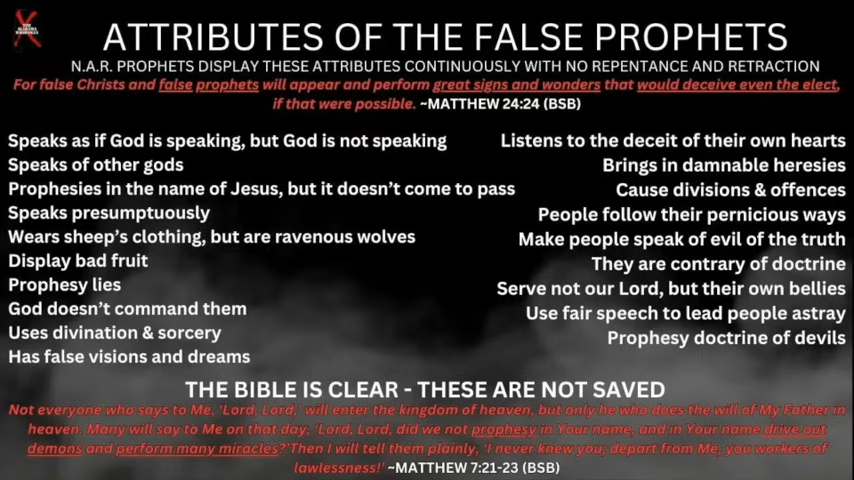 ATTRIBUTES OF THE FALSE PROPHETS
N.A.R. PROPHETS DISPLAY THESE ATTRIBUTES CONTINUOUSLY WITH NO REPENTANCE AND RETRACTION
For false Christs and false prophets will appear and perform great signs and wonders that would deceive even the elect,
if that were possible. ~MATTHEW 24:24 (BSB)
Speaks as if God is speaking, but God is not speaking
Speaks of other gods
Prophesies in the name of Jesus, but it doesn't come to pass
Speaks presumptuously
Wears sheep's clothing, but are ravenous wolves
Display bad fruit
Prophesy lies
God doesn't command them
Uses divination & sorcery
Has false visions and dreams
Listens to the deceit of their own hearts
Brings in damnable heresies
Cause divisions & offences
People follow their pernicious ways
Make people speak of evil of the truth
They are contrary of doctrine
Serve not our Lord, but their own bellies
Use fair speech to lead people astray
Prophesy doctrine of devils
THE BIBLE IS CLEAR - THESE ARE NOT SAVED
Not everyone who says to Me, 'Lord, Lord,' will enter the kingdom of heaven, but only he who does the will of My Father in
heaven. Many will say to Me on that day, 'Lord, Lord, did we not prophesy in Your name, and in Your name drive out
demons and perform many miracles?'Then I will tell them plainly, 'I never knew you; depart from Me, you workers of
lawlessness!' ~MATTHEW 7:21-23 (BSB)